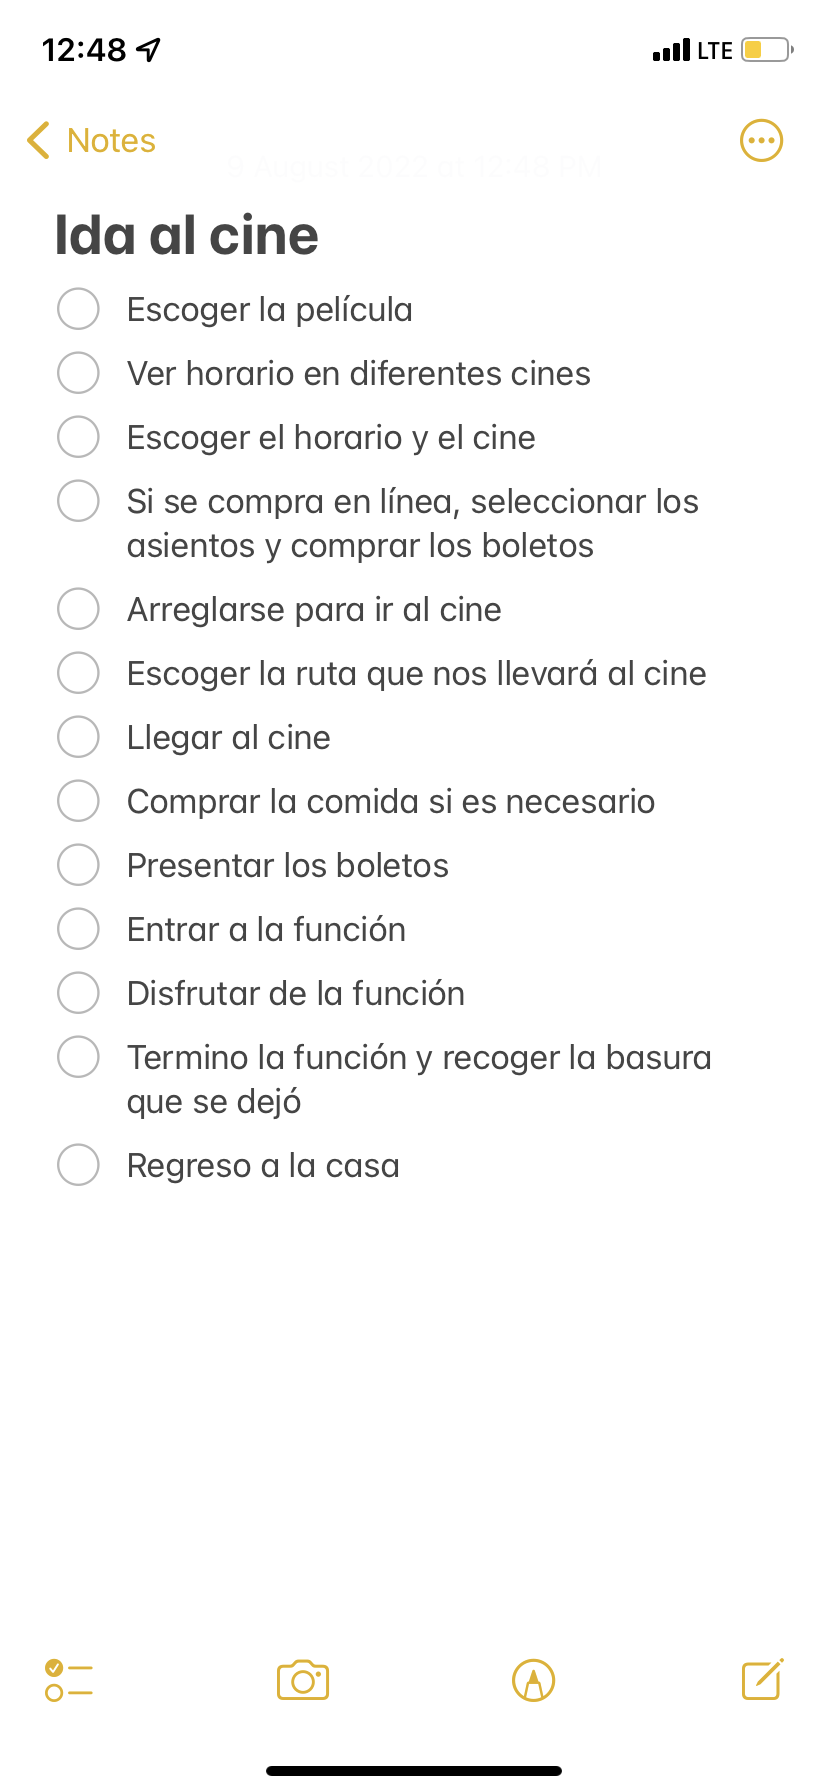 12:48
LTE
Notes
9 August 2022 at 12:48 PM
Ida al cine
Escoger la película
Ver horario en diferentes cines
Escoger el horario y el cine
Si se compra en línea, seleccionar los
asientos y comprar los boletos
Arreglarse para ir al cine
Escoger la ruta que nos llevará al cine
Llegar al cine
Comprar la comida si es necesario
Presentar los boletos
Entrar a la función
Disfrutar de la función
Termino la función y recoger la basura
que se dejó
Regreso a la casa